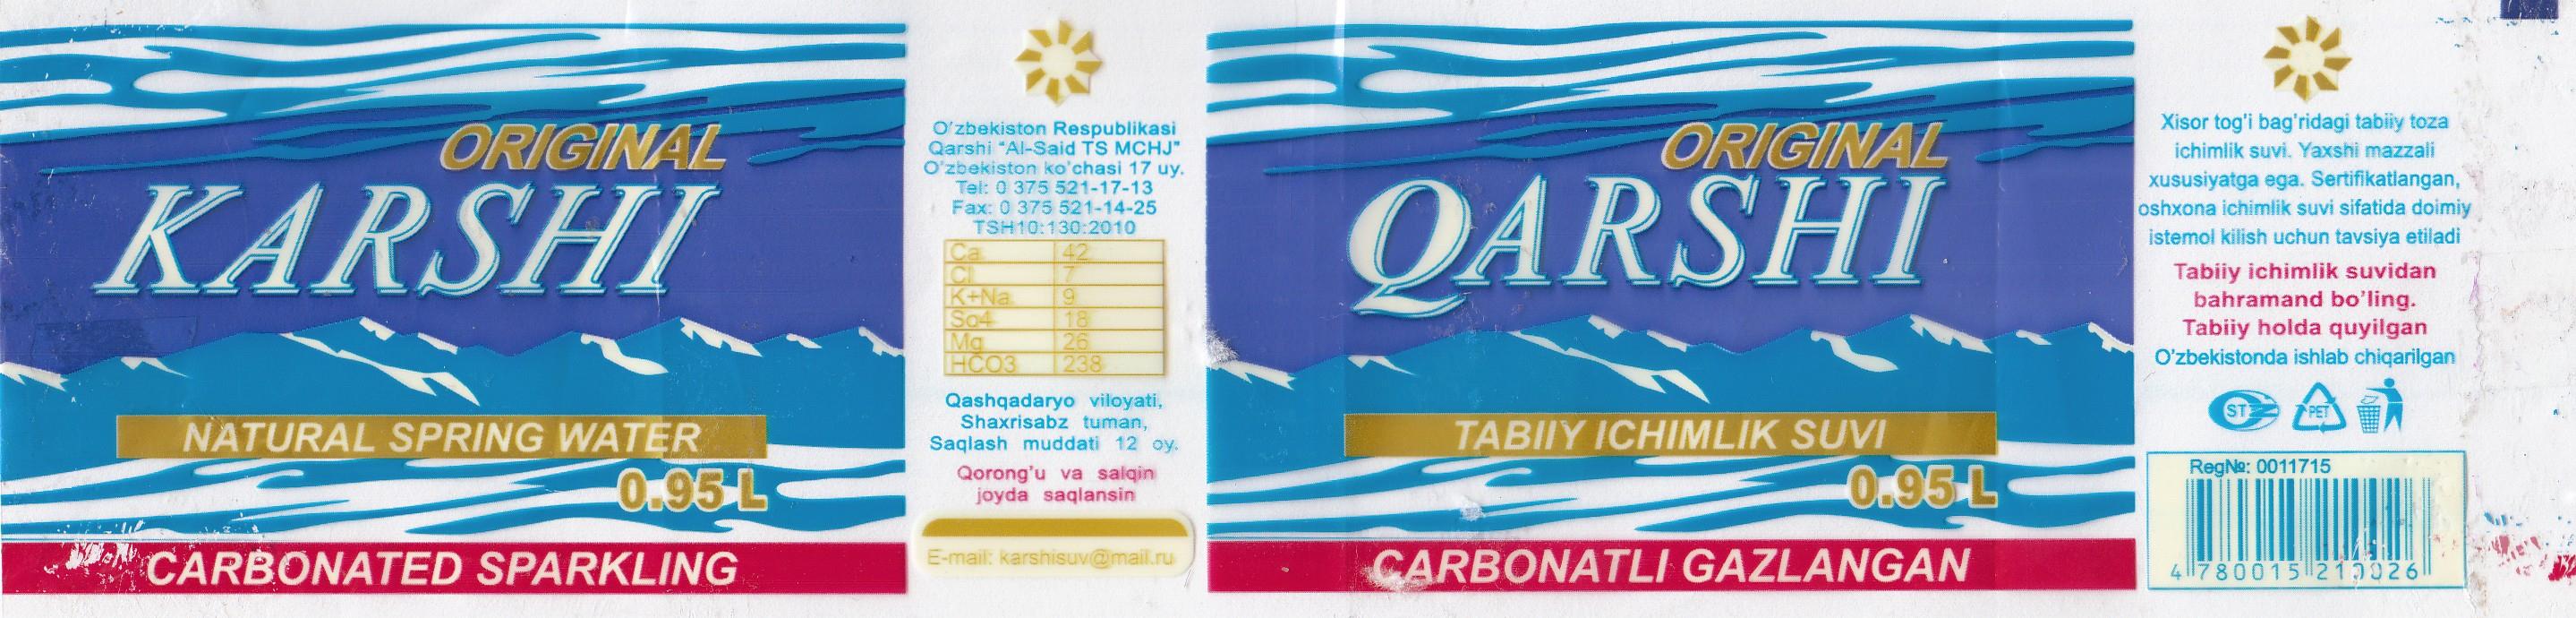 ORIGINAL
KARSHI
NATURAL SPRING WATER
0.95 L
CARBONATED SPARKLING
O'zbekiston Respublikasi
Qarshi "Al-Said TS MCHJ"
O'zbekiston ko'chasi 17 uy.
Tel: 0 375 521-17-13
Fax: 0 375 521-14-25
TSH10:130:2010
Ca 42
Cl 7
K+Na 9
So4 18
Mg 26
HCO3 238
Qashqadaryo viloyati,
Shaxrisabz tuman,
Saqlash muddati 12 oy.
Qorong'u va salqin
joyda saqlansin
E-mail: karshisuv@mail.ru
ORIGINAL
QARSHI
TABIIY ICHIMLIK SUVI
0.95 L
CARBONATLI GAZLANGAN
Xisor tog'i bag'ridagi tabiiy toza
ichimlik suvi. Yaxshi mazzali
xususiyatga ega. Sertifikatlangan,
oshxona ichimlik suvi sifatida doimiy
istemol kilish uchun tavsiya etiladi
Tabiiy ichimlik suvidan
bahramand bo'ling.
Tabiiy holda quyilgan
O'zbekistonda ishlab chiqarilgan
ST PET
Reg№: 0011715
4 780015 210026